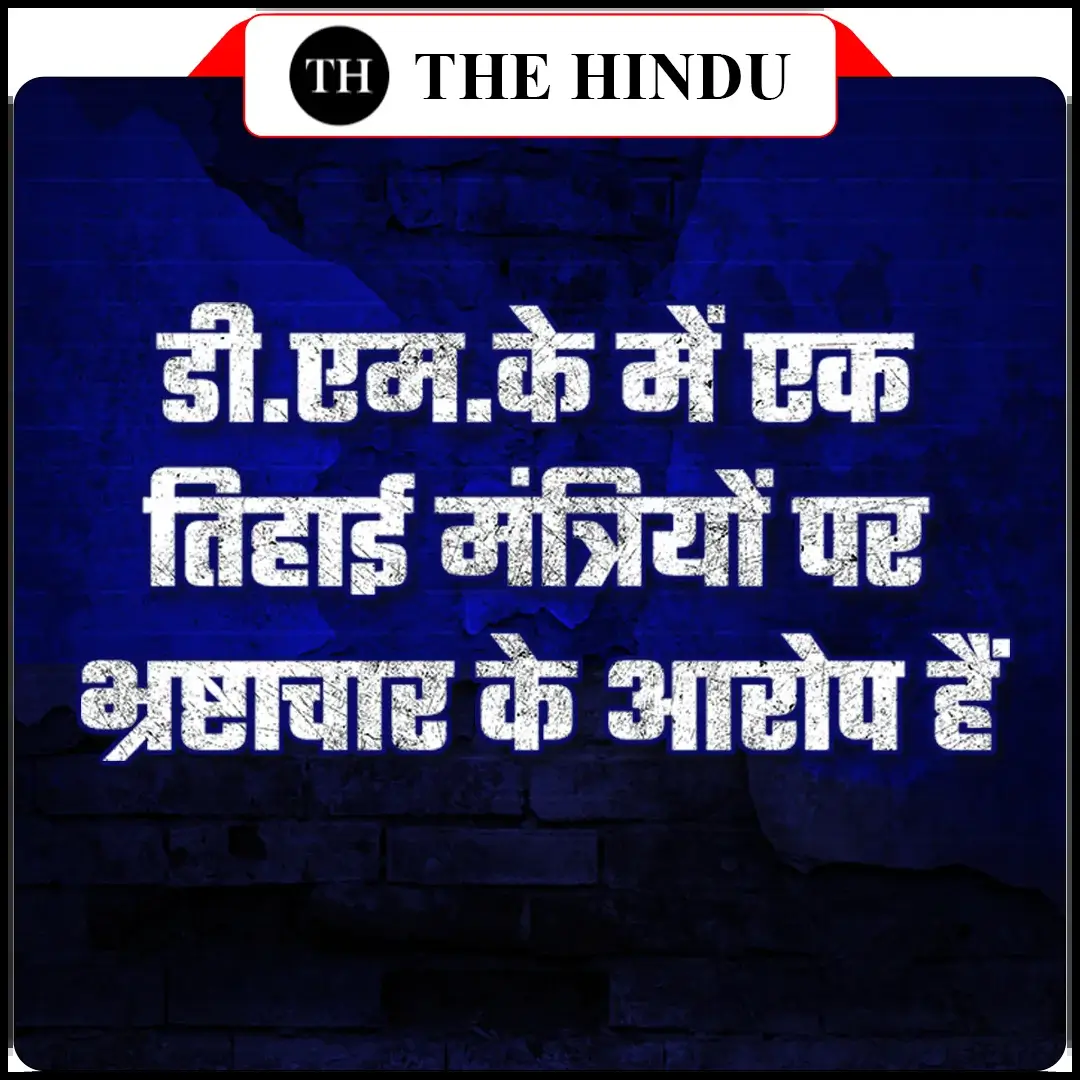 TH THE HINDU
डी.एम.के में एक
तिहाई मंत्रियों पर
भ्रष्टाचार के आरोप हैं